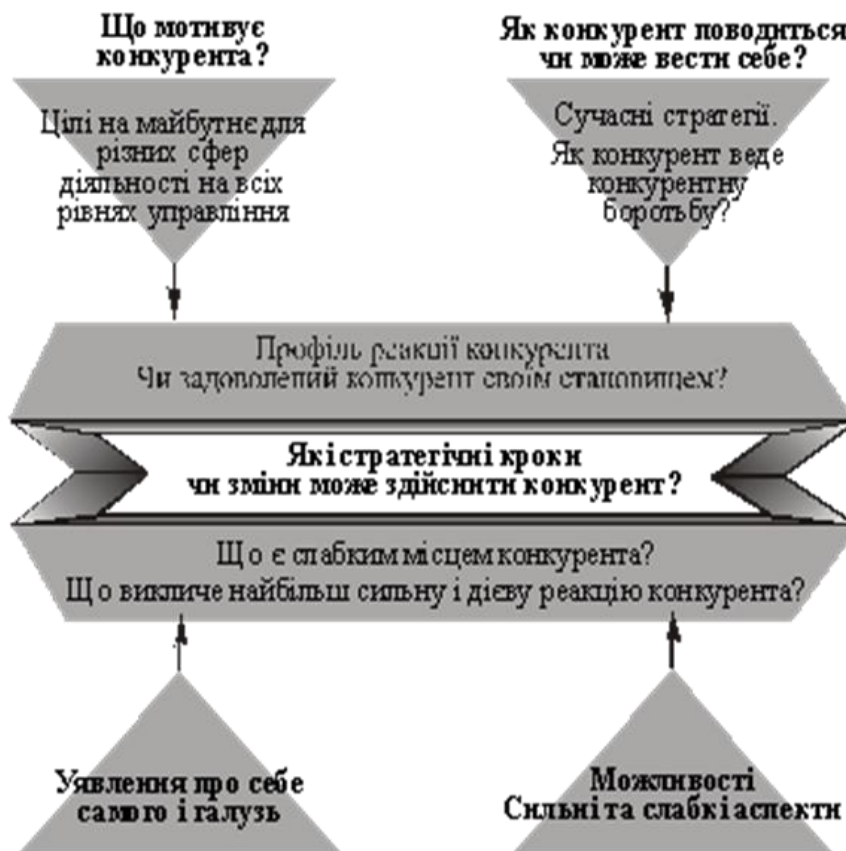 Що мотивує
конкурента?
Цілі на майбутнє для
різних сфер
діяльності на всіх
рівнях управління
Як конкурент поводиться
чи може вести себе?
Сучасні стратегії.
Як конкурент веде
конкурентну
боротьбу?
Профіль реакції конкурента
Чи задоволений конкурент своїм становищем?
Які стратегічні кроки
чи зміни може здійснити конкурент?
Що є слабким місцем конкурента?
Що викличе найбільш сильну і дієву реакцію конкурента?
Уявлення про себе
самого і галузь
Можливості
Сильні та слабкі аспекти